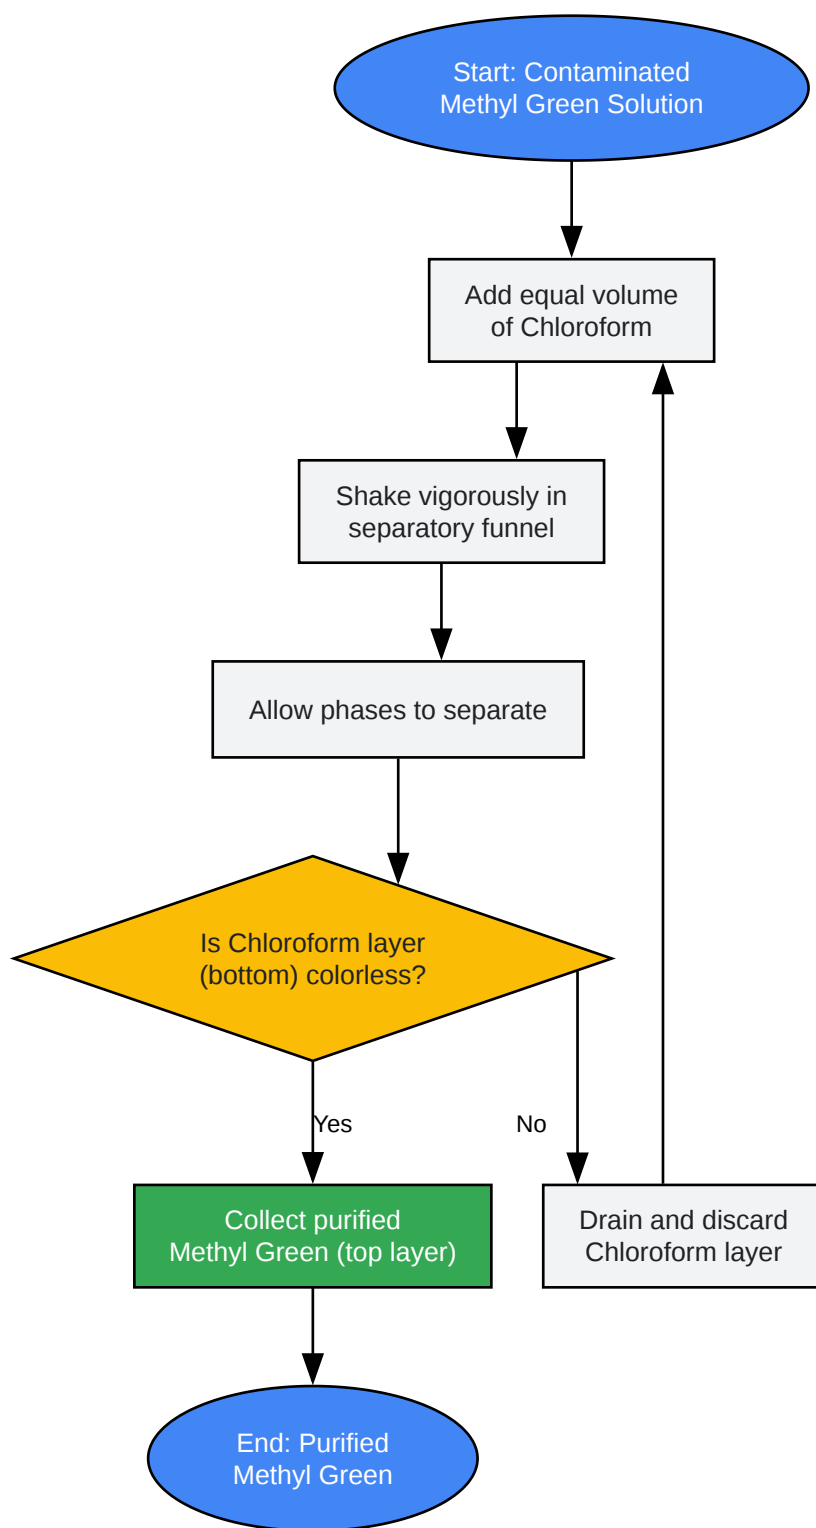 Start: Contaminated
Methyl Green Solution
Add equal volume
of Chloroform
Shake vigorously in
separatory funnel
Allow phases to separate
Is Chloroform layer
(bottom) colorless?
Yes
No
Collect purified
Methyl Green (top layer)
Drain and discard
Chloroform layer
End: Purified
Methyl Green